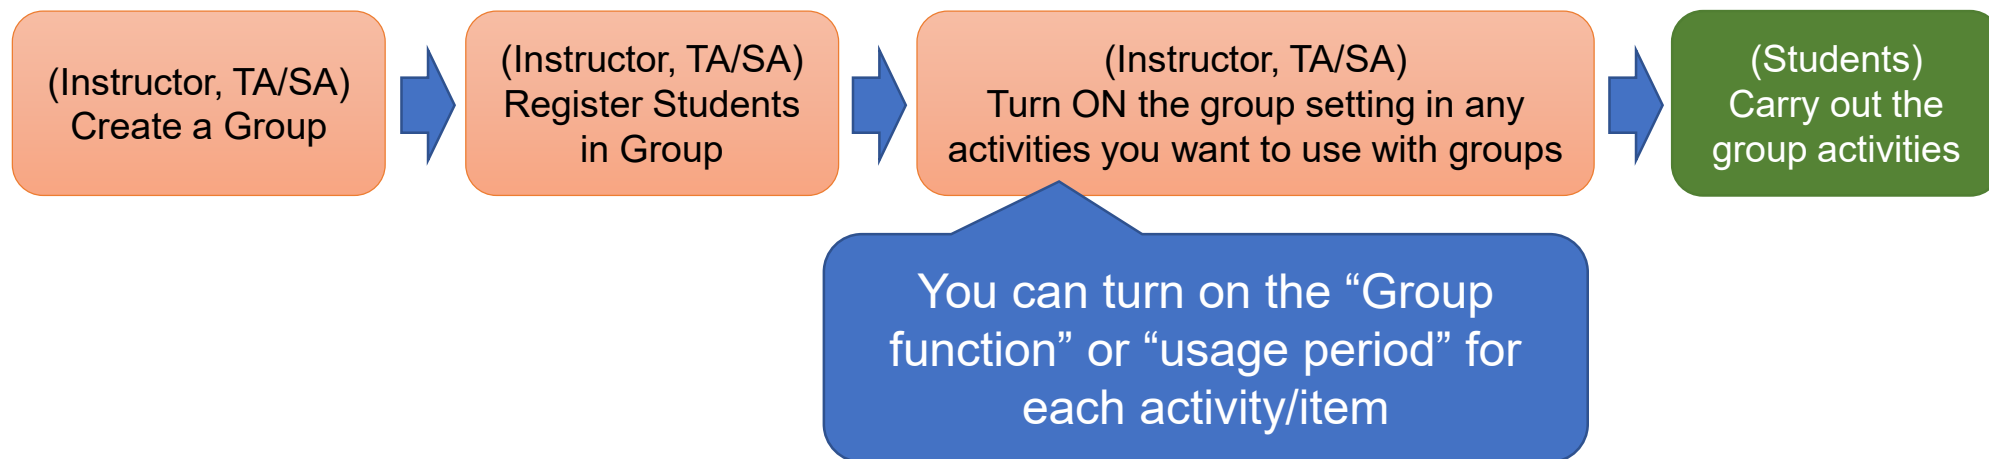 (Instructor, TA/SA)
Create a Group
(Instructor, TA/SA)
Register Students
in Group
(Instructor, TA/SA)
Turn ON the group setting in any
activities you want to use with groups
(Students)
Carry out the
group activities
You can turn on the “Group
function” or “usage period” for
each activity/item